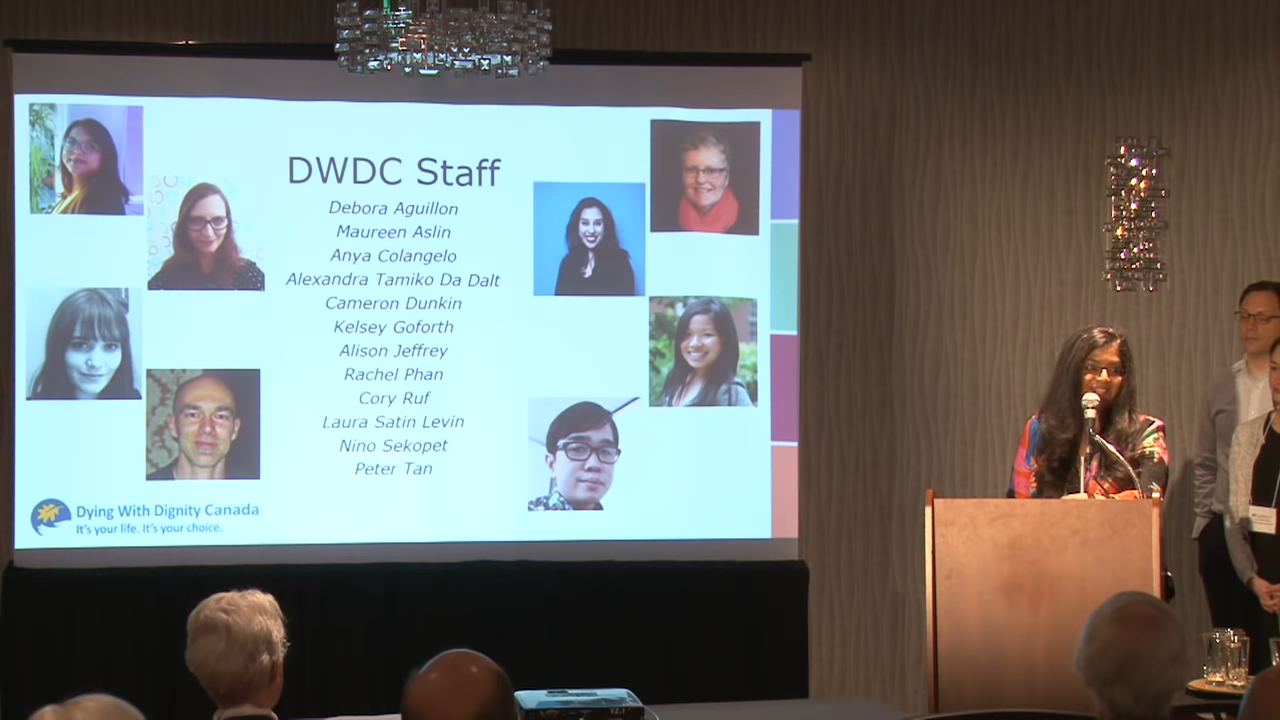 DWDC Staff
Debora Aguillon
Maureen Aslin
Anya Colangelo
Alexandra Tamiko Da Dalt
Cameron Dunkin
Kelsey Goforth
Alison Jeffrey
Rachel Phan
Cory Ruf
Laura Satin Levin
Nino Sekopet
Peter Tan
Dying With Dignity Canada
It's your life. It's your choice.